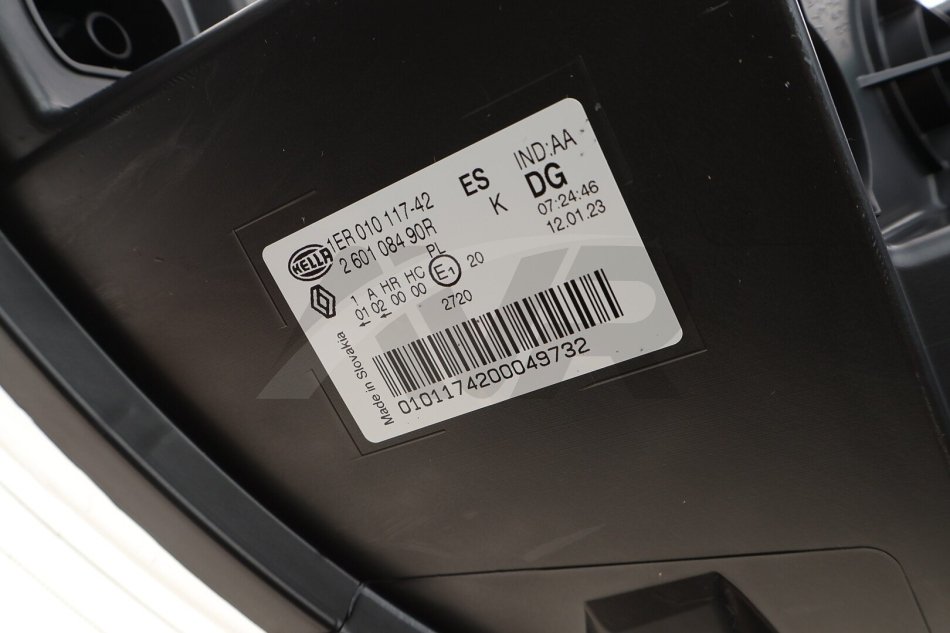 HELLA
1ER 010 117-42
2 601 084 90R
ES
K
IND:AA
DG
07:24:46
12.01.23
1 A HR HC PL
01 02 00 00
E1
20
2720
Made in Slovakia
0101174200049732